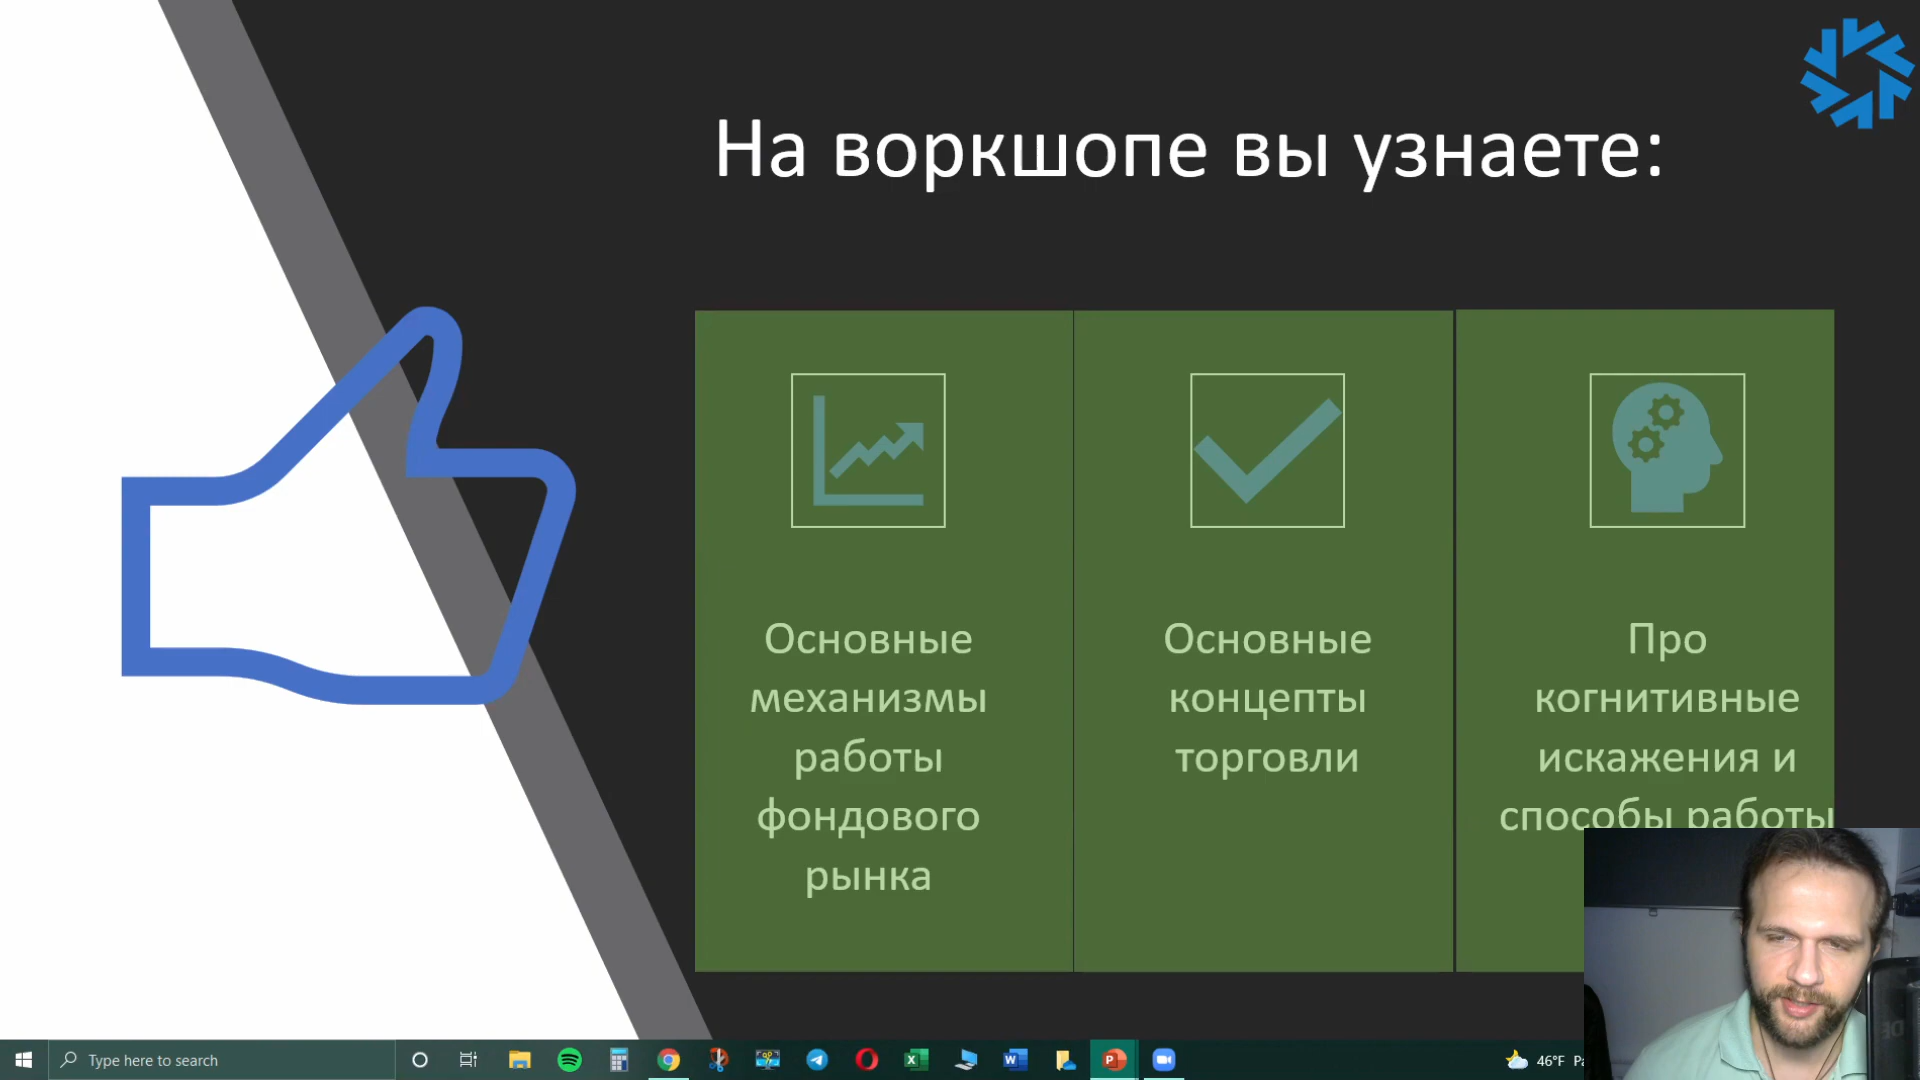 На воркшопе вы узнаете:
Основные
механизмы
работы
фондового
рынка
Основные
концепты
торговли
Про
когнитивные
искажения и
способы работы
Type here to search
46°F